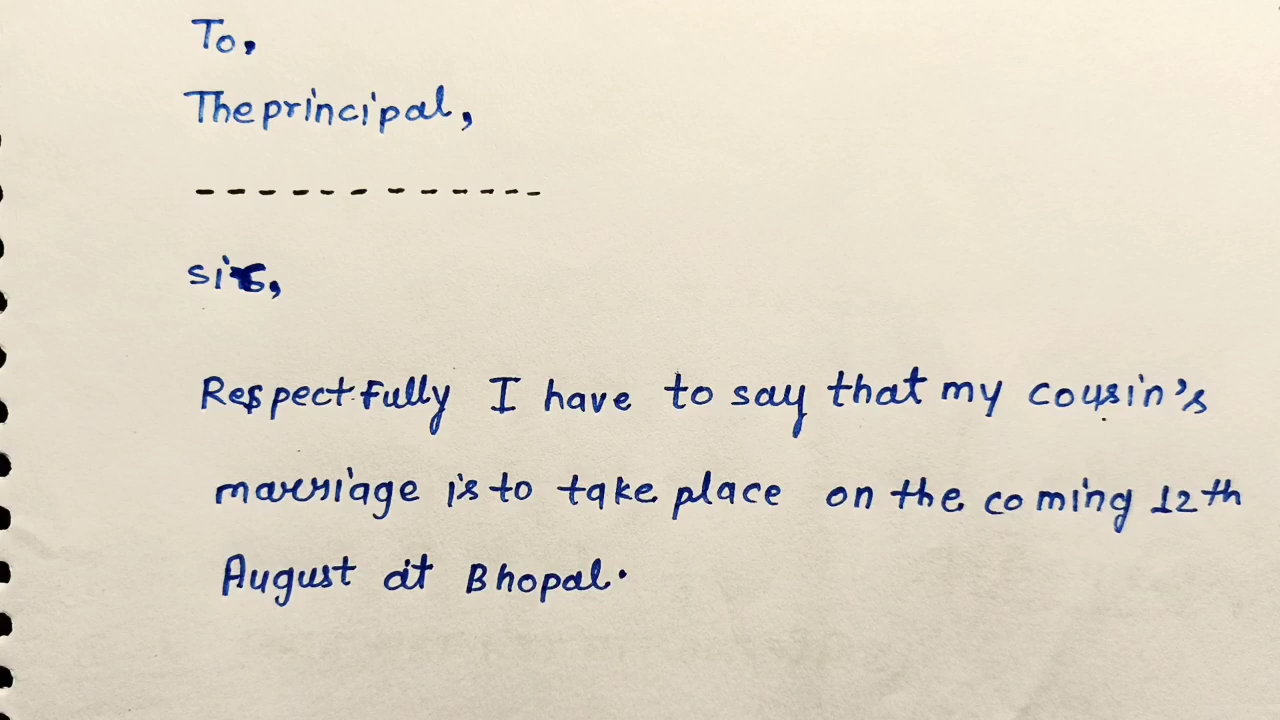 To,
The principal,
------------
sir,
Respectfully I have to say that my cousin's
marriage is to take place on the coming 12th
August at Bhopal.